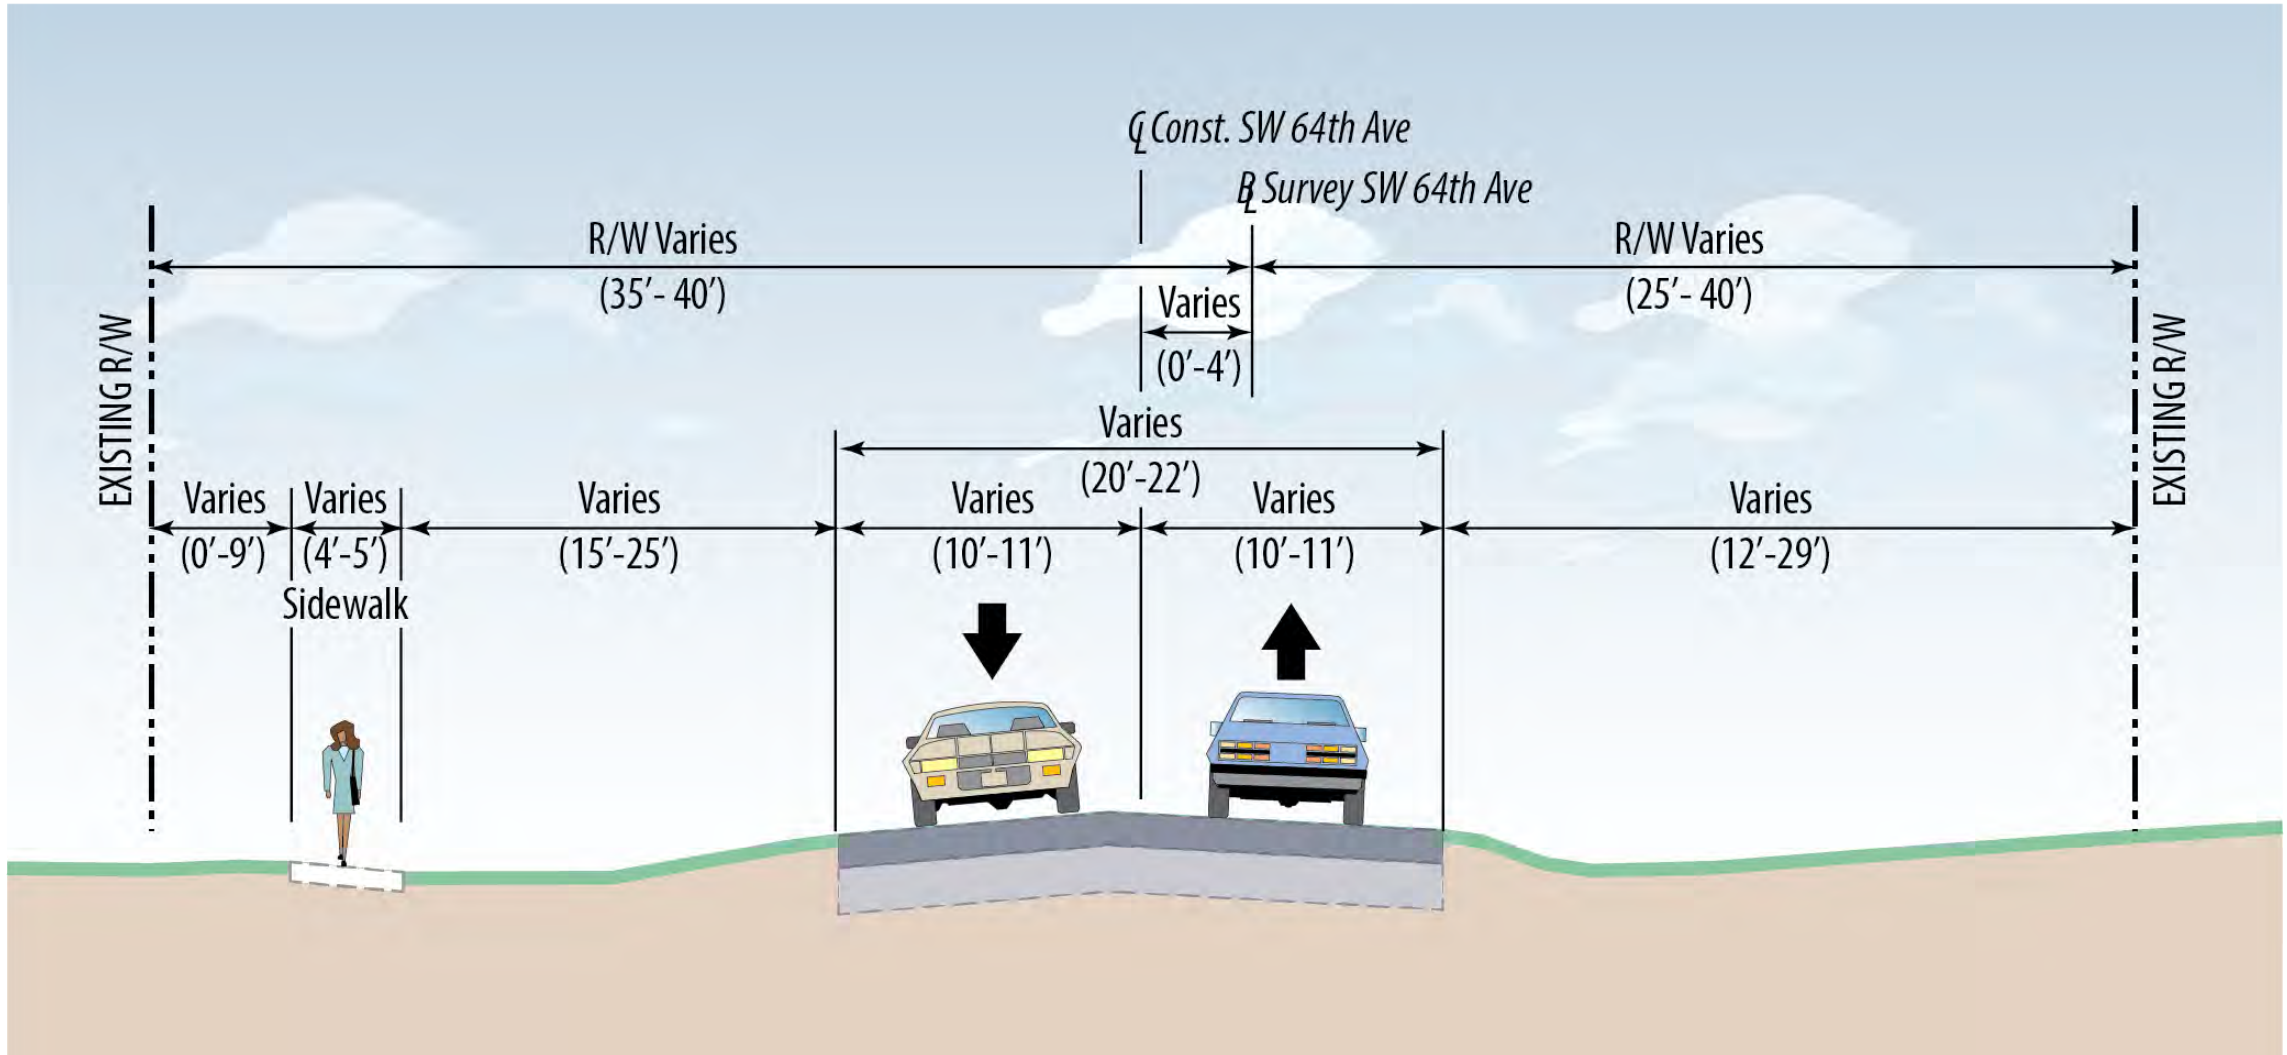 ℄ Const. SW 64th Ave
B̲L Survey SW 64th Ave
R/W Varies
(35’- 40’)
R/W Varies
(25’- 40’)
Varies
(0’-4’)
EXISTING R/W
EXISTING R/W
Varies
(20’-22’)
Varies
(0’-9’)
Varies
(4’-5’)
Sidewalk
Varies
(15’-25’)
Varies
(10’-11’)
Varies
(10’-11’)
Varies
(12’-29’)